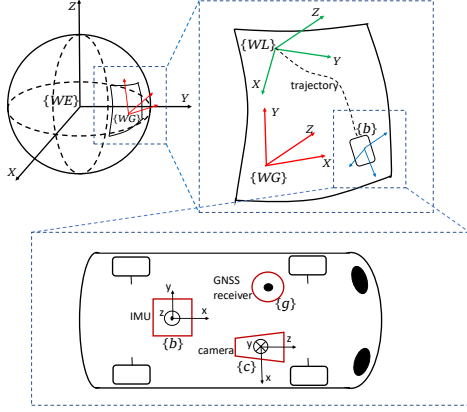 Z
{WE}
Y
X
{WG}
Z
{WL}
Y
X
trajectory
Y
Z
X
{WG}
{b}
GNSS
receiver
{g}
y
IMU
z
x
{b}
camera
y
z
{c}
x